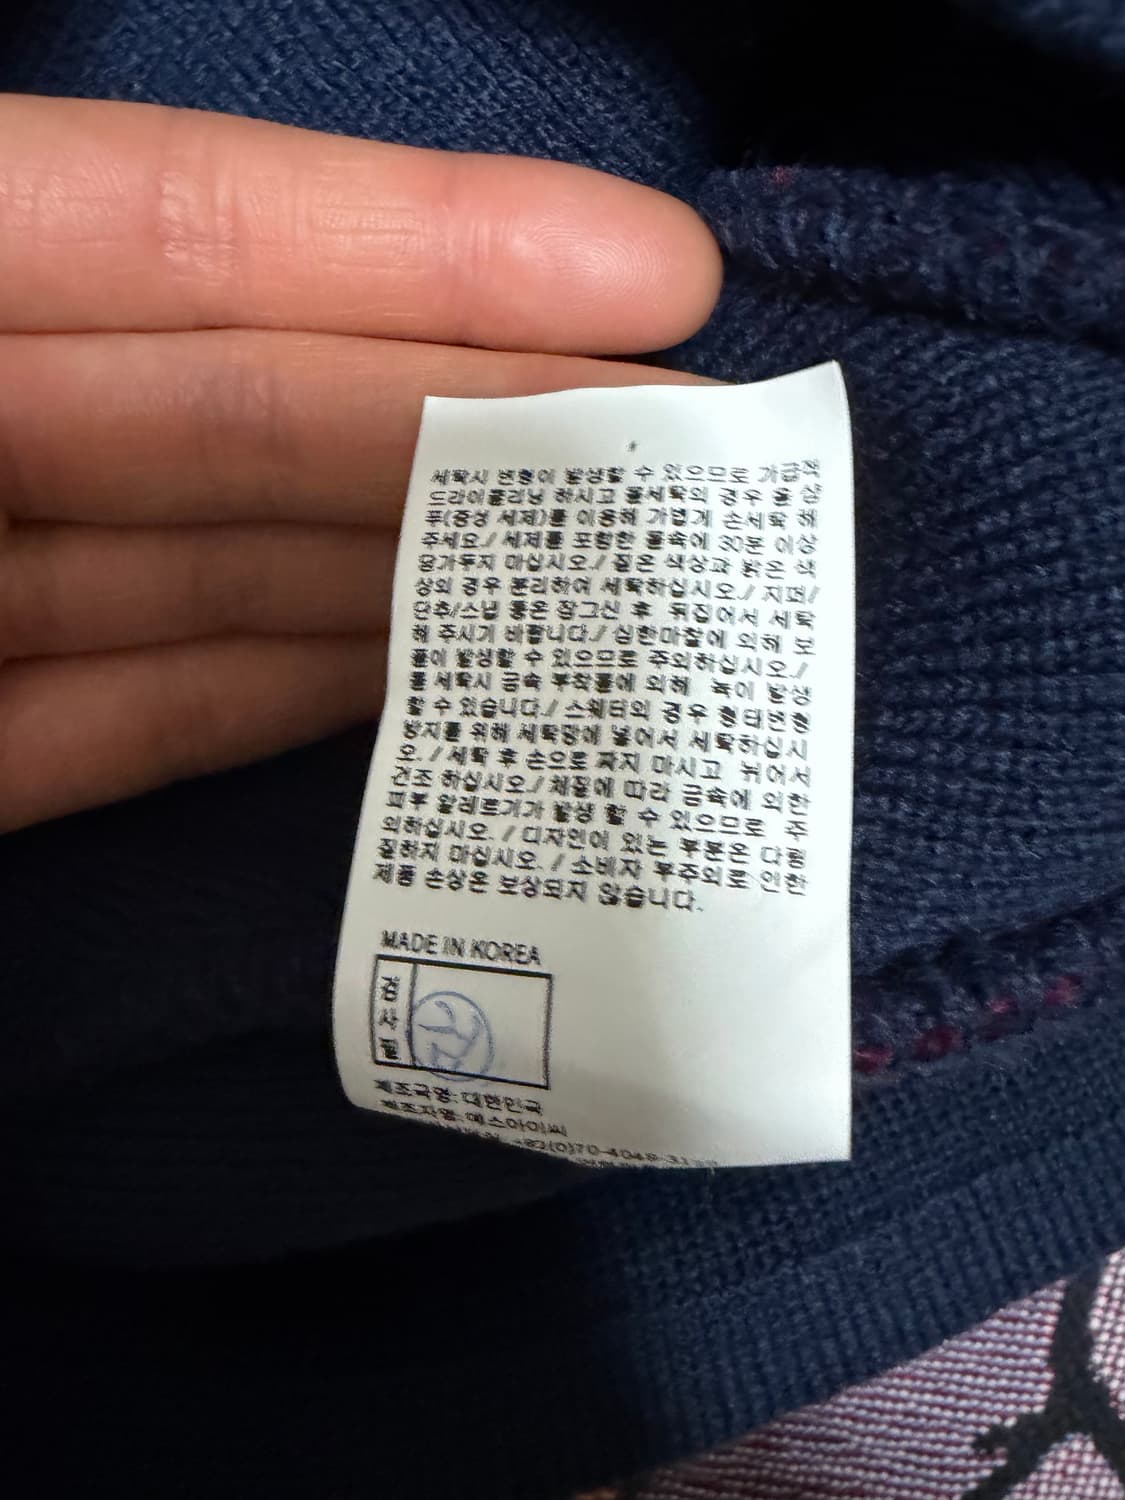 세탁시 변형이 발생할 수 있으므로 가급적
드라이클리닝 하시고 물세탁의 경우 울 샴
푸(중성 세제)를 이용해 가볍게 손세탁 해
주세요./ 세제를 포함한 물속에 30분 이상
담가두지 마십시오./ 짙은 색상과 밝은 색
상의 경우 분리하여 세탁하십시오./ 지퍼/
단추/스냅 등은 잠그신 후 뒤집어서 세탁
해 주시기 바랍니다./ 심한마찰에 의해 보
풀이 발생할 수 있으므로 주의하십시오./
물 세탁시 금속 부착물에 의해 녹이 발생
할 수 있습니다./ 스웨터의 경우 형태변형
방지를 위해 세탁망에 넣어서 세탁하십시
오. / 세탁 후 손으로 짜지 마시고 뉘어서
건조 하십시오./ 체질에 따라 금속에 의한
피부 알레르기가 발생 할 수 있으므로 주
의하십시오. / 디자인이 있는 부분은 다림
질하지 마십시오. / 소비자 부주의로 인한
제품 손상은 보상되지 않습니다.
MADE IN KOREA
검사필
제조국명: 대한민국
제조자명: 에스아이씨
+82(0)70-4048-31